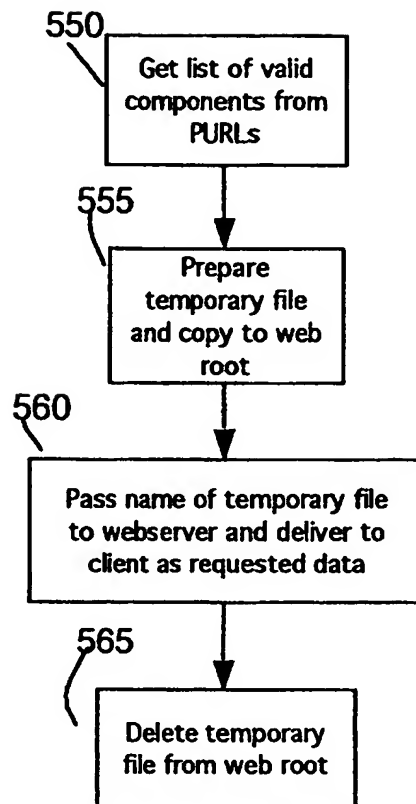 550
Get list of valid
components from
PURLs
555
Prepare
temporary file
and copy to web
root
560
Pass name of temporary file
to webserver and deliver to
client as requested data
565
Delete temporary
file from web root